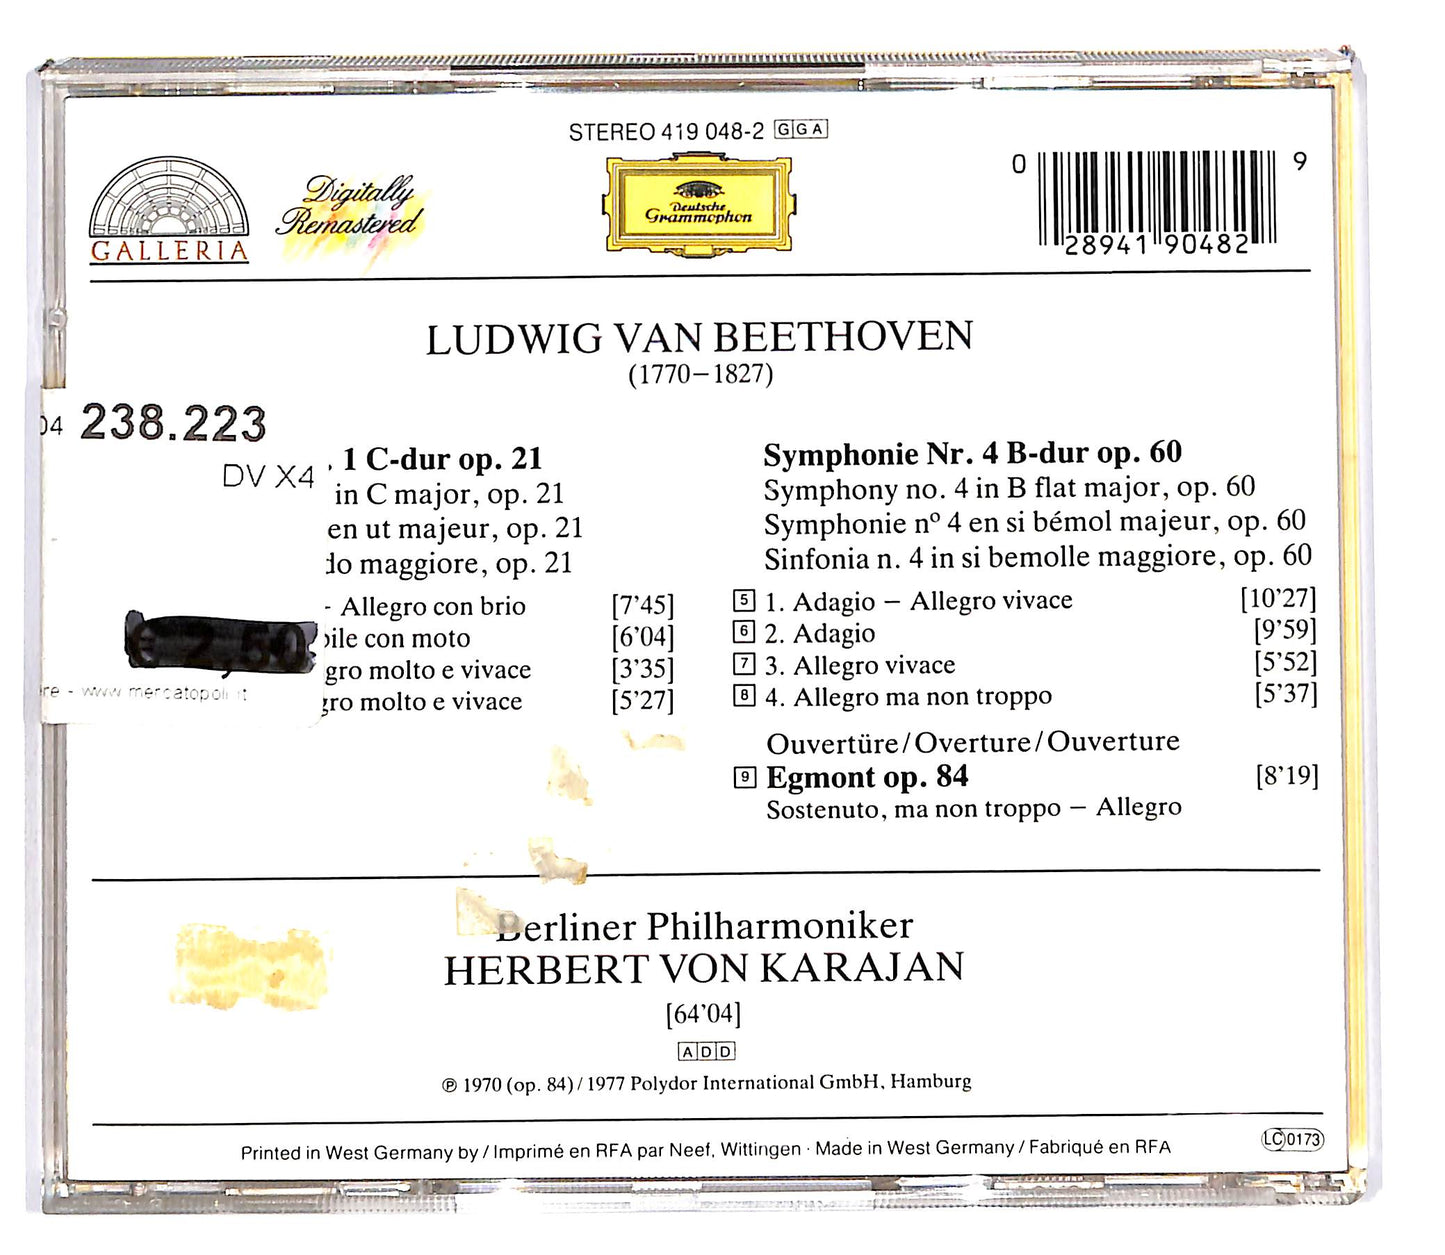 STEREO 419 048-2 GGA
GALLERIA
Digitally
Remastered
Deutsche
Grammophon
0 28941 90482 9
LUDWIG VAN BEETHOVEN
(1770–1827)
04 238.223
DV X4
1 C-dur op. 21
in C major, op. 21
en ut majeur, op. 21
do maggiore, op. 21
- Allegro con brio [7'45]
bile con moto [6'04]
gro molto e vivace [3'35]
gro molto e vivace [5'27]
€ 2,50
re - www.mercatopoli.it
Symphonie Nr. 4 B-dur op. 60
Symphony no. 4 in B flat major, op. 60
Symphonie nº 4 en si bémol majeur, op. 60
Sinfonia n. 4 in si bemolle maggiore, op. 60
5 1. Adagio – Allegro vivace [10'27]
6 2. Adagio [9'59]
7 3. Allegro vivace [5'52]
8 4. Allegro ma non troppo [5'37]
Ouvertüre/Overture/Ouverture
9 Egmont op. 84 [8'19]
Sostenuto, ma non troppo – Allegro
Berliner Philharmoniker
HERBERT VON KARAJAN
[64'04]
ADD
℗ 1970 (op. 84)/1977 Polydor International GmbH, Hamburg
Printed in West Germany by / Imprimé en RFA par Neef, Wittingen · Made in West Germany / Fabriqué en RFA
LC 0173